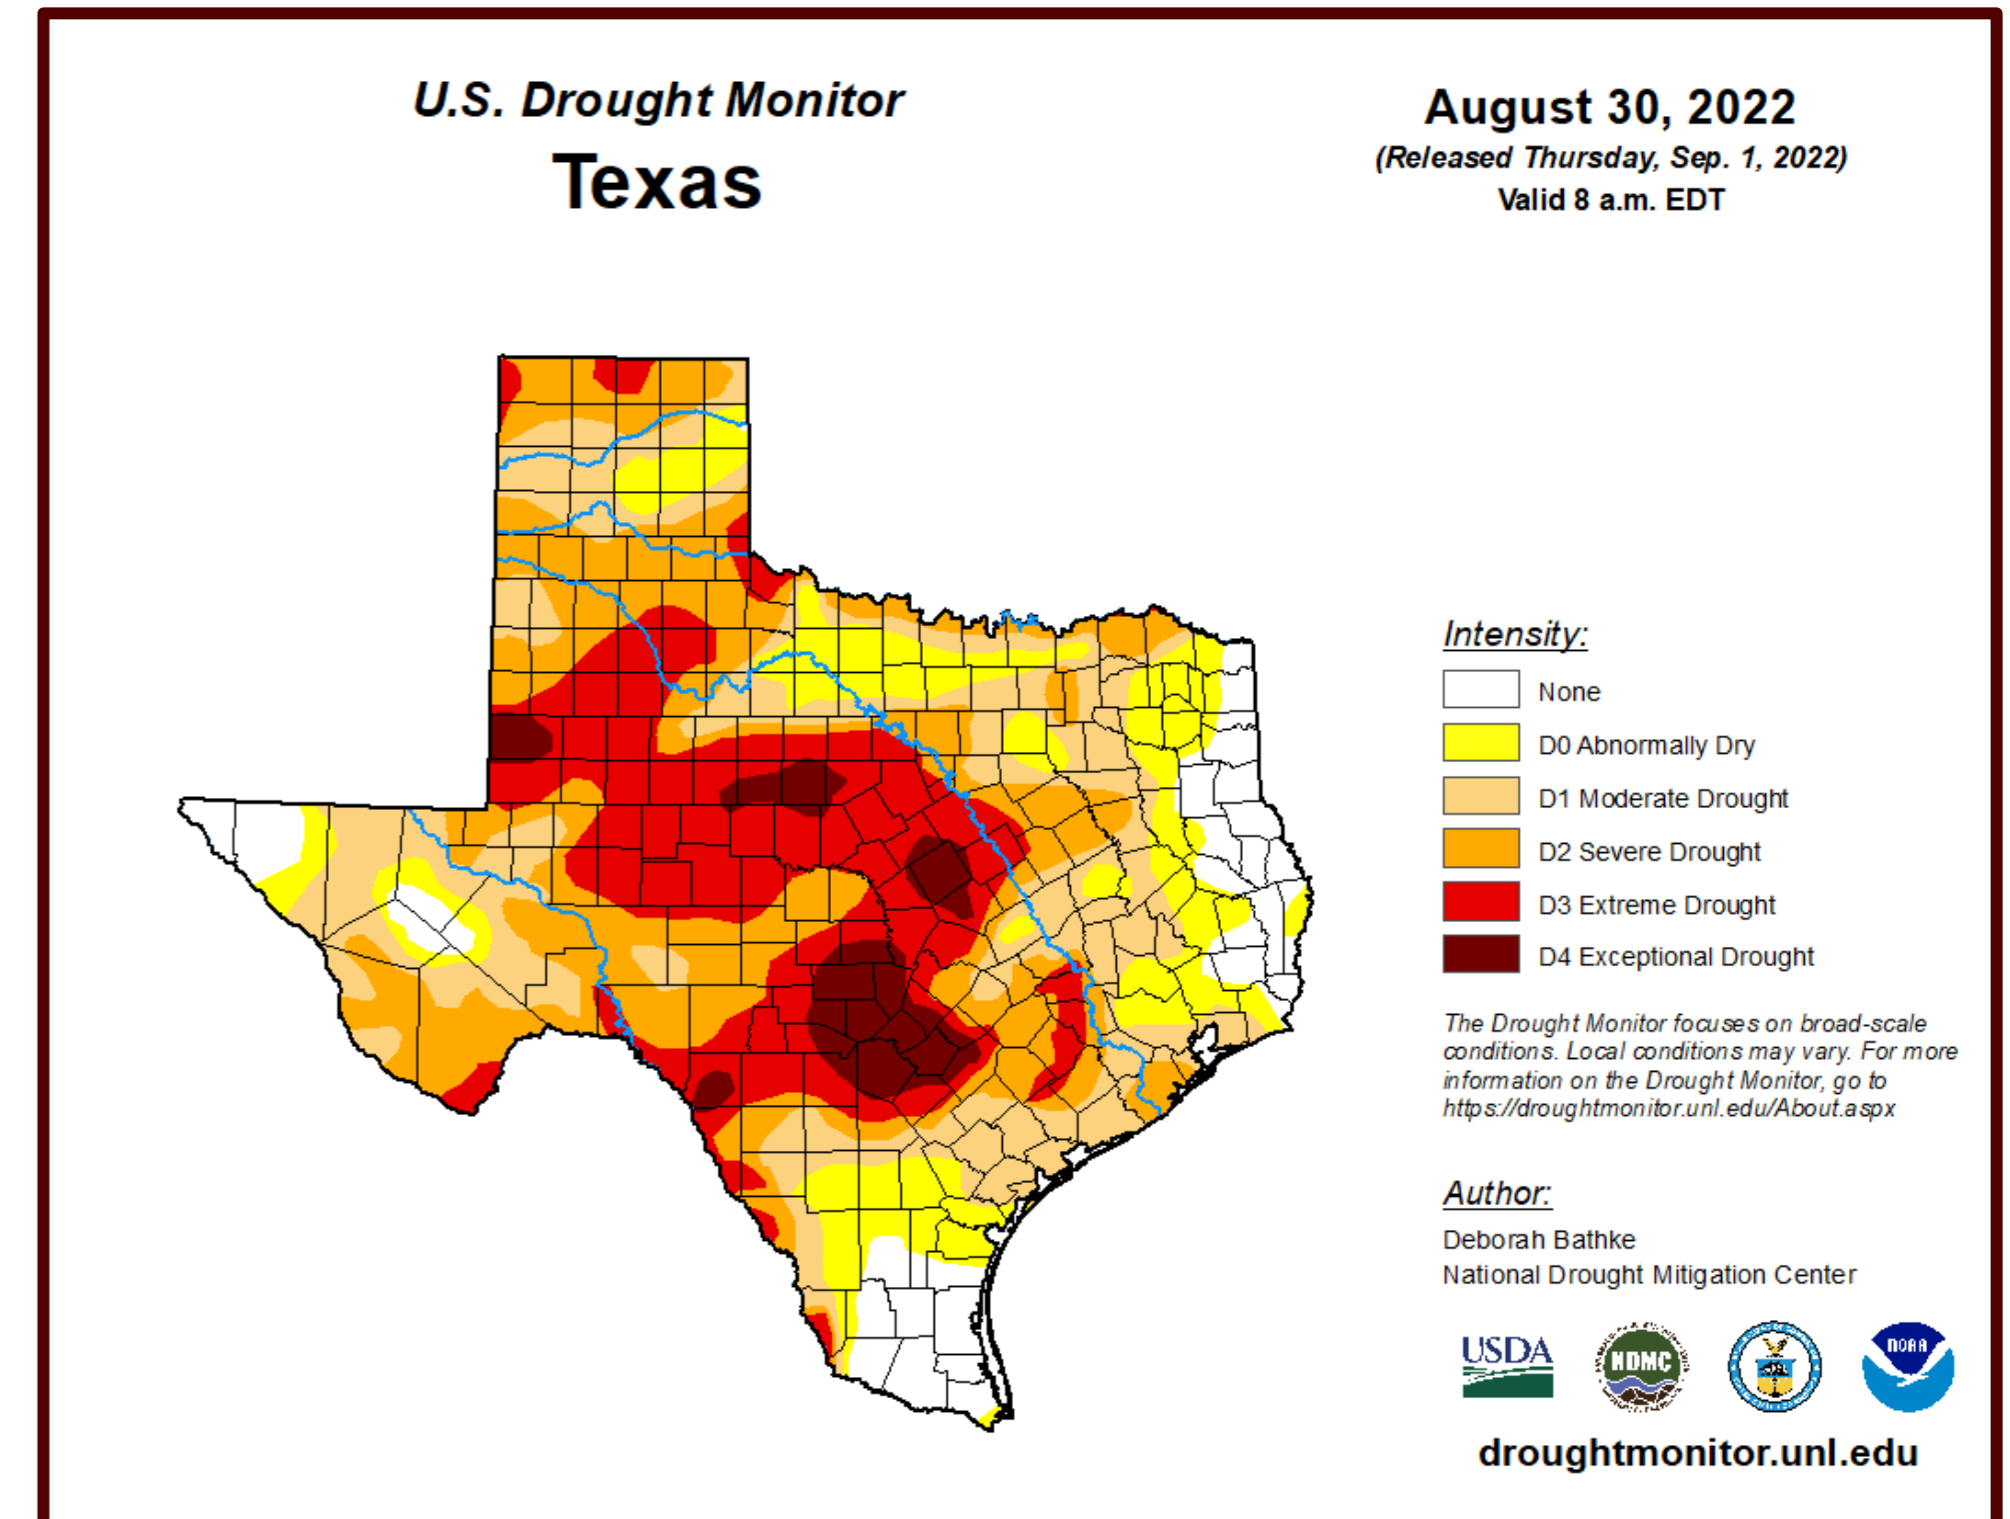 U.S. Drought Monitor
Texas
August 30, 2022
(Released Thursday, Sep. 1, 2022)
Valid 8 a.m. EDT
Intensity:
None
D0 Abnormally Dry
D1 Moderate Drought
D2 Severe Drought
D3 Extreme Drought
D4 Exceptional Drought
The Drought Monitor focuses on broad-scale
conditions. Local conditions may vary. For more
information on the Drought Monitor, go to
https://droughtmonitor.unl.edu/About.aspx
Author:
Deborah Bathke
National Drought Mitigation Center
USDA
NDMC
NOAA
droughtmonitor.unl.edu